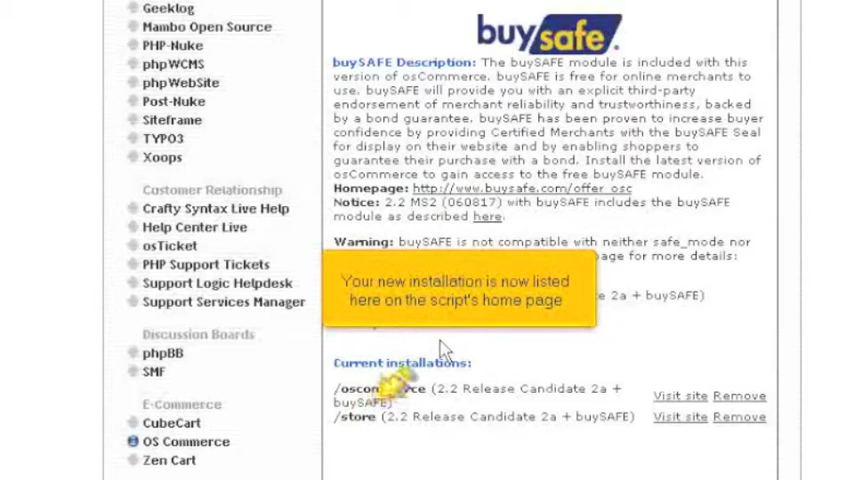 Geeklog
Mambo Open Source
PHP-Nuke
phpWCMS
phpWebSite
Post-Nuke
Siteframe
TYPO3
Xoops
Customer Relationship
Crafty Syntax Live Help
Help Center Live
osTicket
PHP Support Tickets
Support Logic Helpdesk
Support Services Manager
Discussion Boards
phpBB
SMF
E-Commerce
CubeCart
OS Commerce
Zen Cart
buysafe
buySAFE Description: The buySAFE module is included with this
version of osCommerce. buySAFE is free for online merchants to
use. buySAFE will provide you with an explicit third-party
endorsement of merchant reliability and trustworthiness, backed
by a bond guarantee. buySAFE has been proven to increase buyer
confidence by providing Certified Merchants with the buySAFE Seal
for display on their website and by enabling shoppers to
guarantee their purchase with a bond. Install the latest version of
osCommerce to gain access to the free buySAFE module.
Homepage: http://www.buysafe.com/offer_osc
Notice: 2.2 MS2 (060817) with buySAFE includes the buySAFE
module as described here.
Warning: buySAFE is not compatible with neither safe_mode nor
page for more details:
Your new installation is now listed
here on the script's home page
2a + buySAFE)
Current installations:
(2.2 Release Candidate 2a +
buySAFE) Visit site Remove
/store (2.2 Release Candidate 2a + buySAFE) Visit site Remove